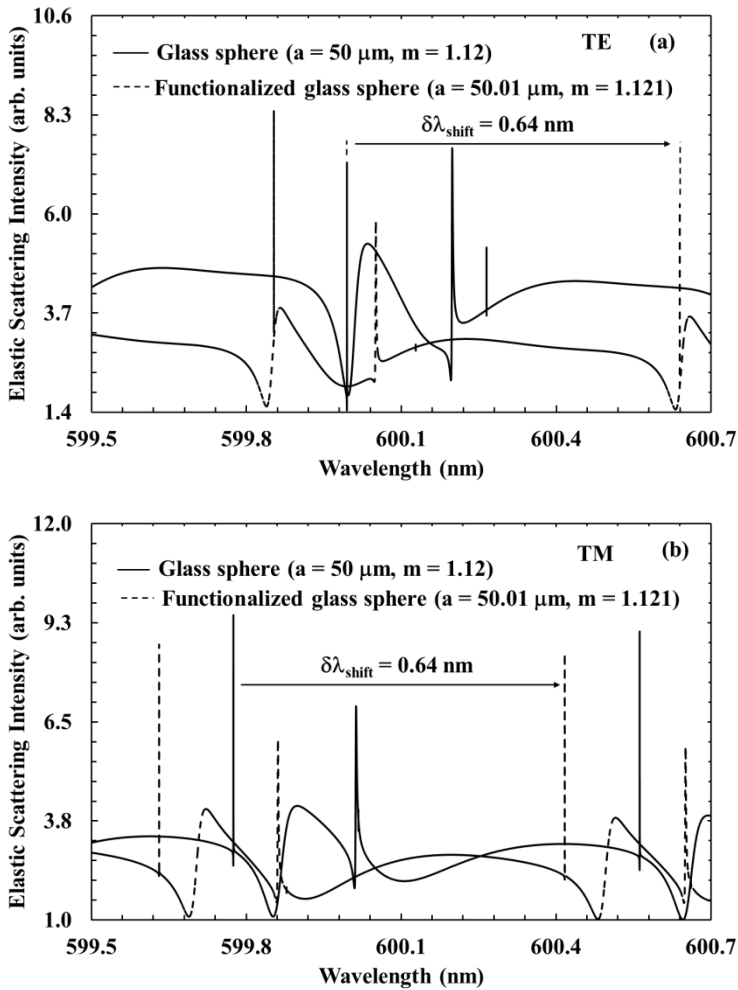 10.6
TE (a)
Glass sphere (a = 50 μm, m = 1.12)
Functionalized glass sphere (a = 50.01 μm, m = 1.121)
8.3
δλshift = 0.64 nm
6.0
3.7
1.4
Elastic Scattering Intensity (arb. units)
599.5 599.8 600.1 600.4 600.7
Wavelength (nm)
12.0
TM (b)
Glass sphere (a = 50 μm, m = 1.12)
Functionalized glass sphere (a = 50.01 μm, m = 1.121)
9.3
δλshift = 0.64 nm
6.5
3.8
1.0
Elastic Scattering Intensity (arb. units)
599.5 599.8 600.1 600.4 600.7
Wavelength (nm)